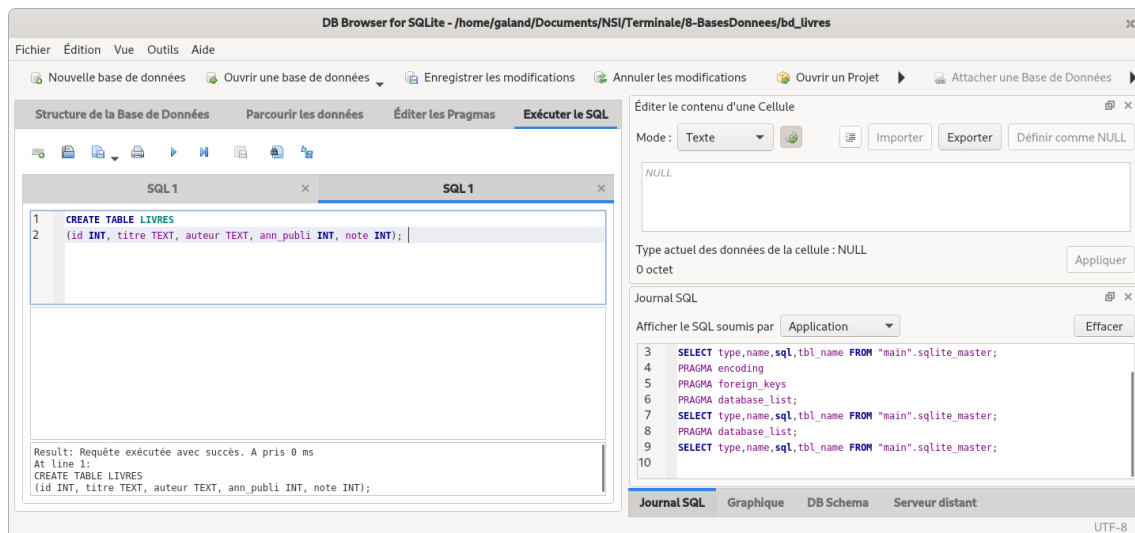 DB Browser for SQLite - /home/galand/Documents/NSI/Terminale/8-BasesDonnees/bd_livres
Fichier Édition Vue Outils Aide
Nouvelle base de données Ouvrir une base de données Enregistrer les modifications Annuler les modifications Ouvrir un Projet Attacher une Base de Données
Structure de la Base de Données Parcourir les données Éditer les Pragmas Exécuter le SQL
SQL 1 SQL 1
1 CREATE TABLE LIVRES
2 (id INT, titre TEXT, auteur TEXT, ann_publi INT, note INT);
Result: Requête exécutée avec succès. A pris 0 ms
At line 1:
CREATE TABLE LIVRES
(id INT, titre TEXT, auteur TEXT, ann_publi INT, note INT);
Éditer le contenu d'une Cellule
Mode : Texte Importer Exporter Définir comme NULL
NULL
Type actuel des données de la cellule : NULL
0 octet
Appliquer
Journal SQL
Afficher le SQL soumis par Application Effacer
3 SELECT type,name,sql,tbl_name FROM "main".sqlite_master;
4 PRAGMA encoding
5 PRAGMA foreign_keys
6 PRAGMA database_list;
7 SELECT type,name,sql,tbl_name FROM "main".sqlite_master;
8 PRAGMA database_list;
9 SELECT type,name,sql,tbl_name FROM "main".sqlite_master;
10
Journal SQL Graphique DB Schema Serveur distant
UTF-8